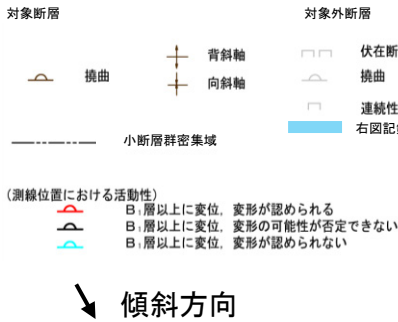 対象断層
対象外断層
撓曲
背斜軸
向斜軸
伏在断
撓曲
連続性
右図記
小断層群密集域
(測線位置における活動性)
B₁層以上に変位，変形が認められる
B₁層以上に変位，変形の可能性が否定できない
B₁層以上に変位，変形が認められない
傾斜方向